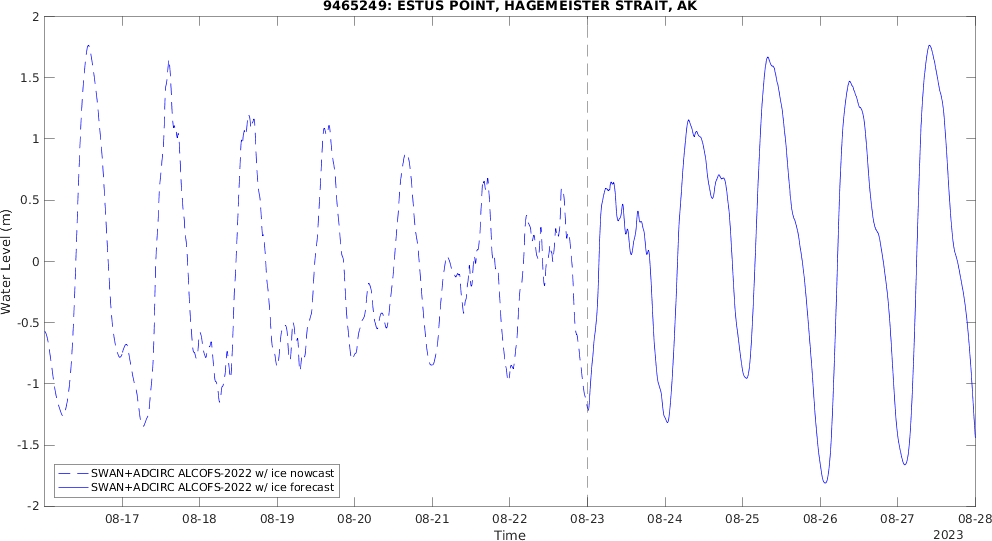 9465249: ESTUS POINT, HAGEMEISTER STRAIT, AK
2
1.5
1
0.5
0
-0.5
-1
-1.5
-2
Water Level (m)
SWAN+ADCIRC ALCOFS-2022 w/ ice nowcast
SWAN+ADCIRC ALCOFS-2022 w/ ice forecast
08-17 08-18 08-19 08-20 08-21 08-22 08-23 08-24 08-25 08-26 08-27 08-28
Time
2023